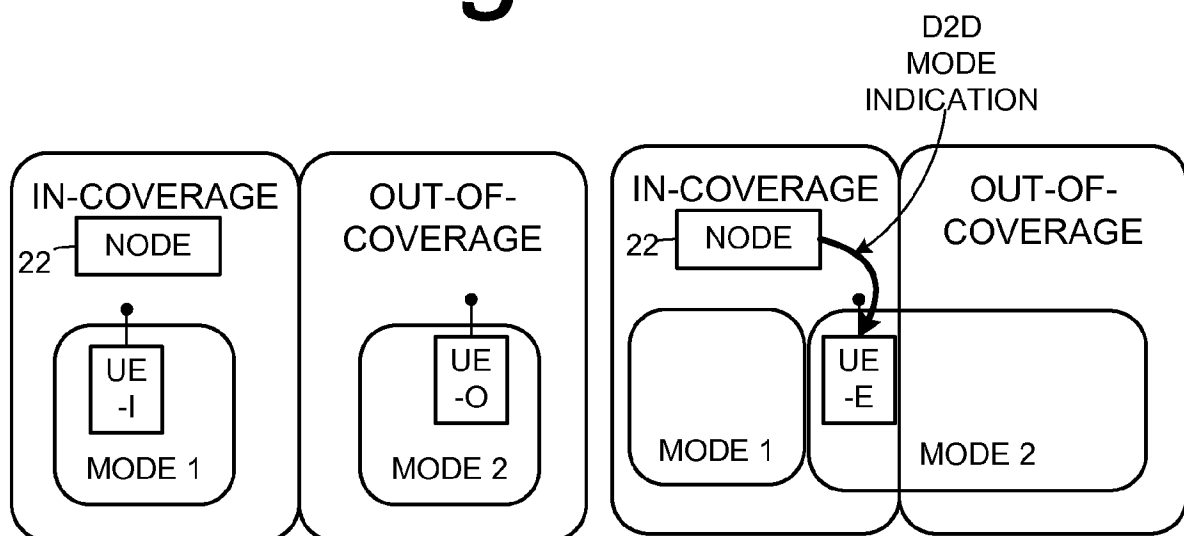 D2D
MODE
INDICATION
IN-COVERAGE
22
NODE
UE
-I
MODE 1
OUT-OF-
COVERAGE
UE
-O
MODE 2
IN-COVERAGE
22
NODE
MODE 1
UE
-E
OUT-OF-
COVERAGE
MODE 2